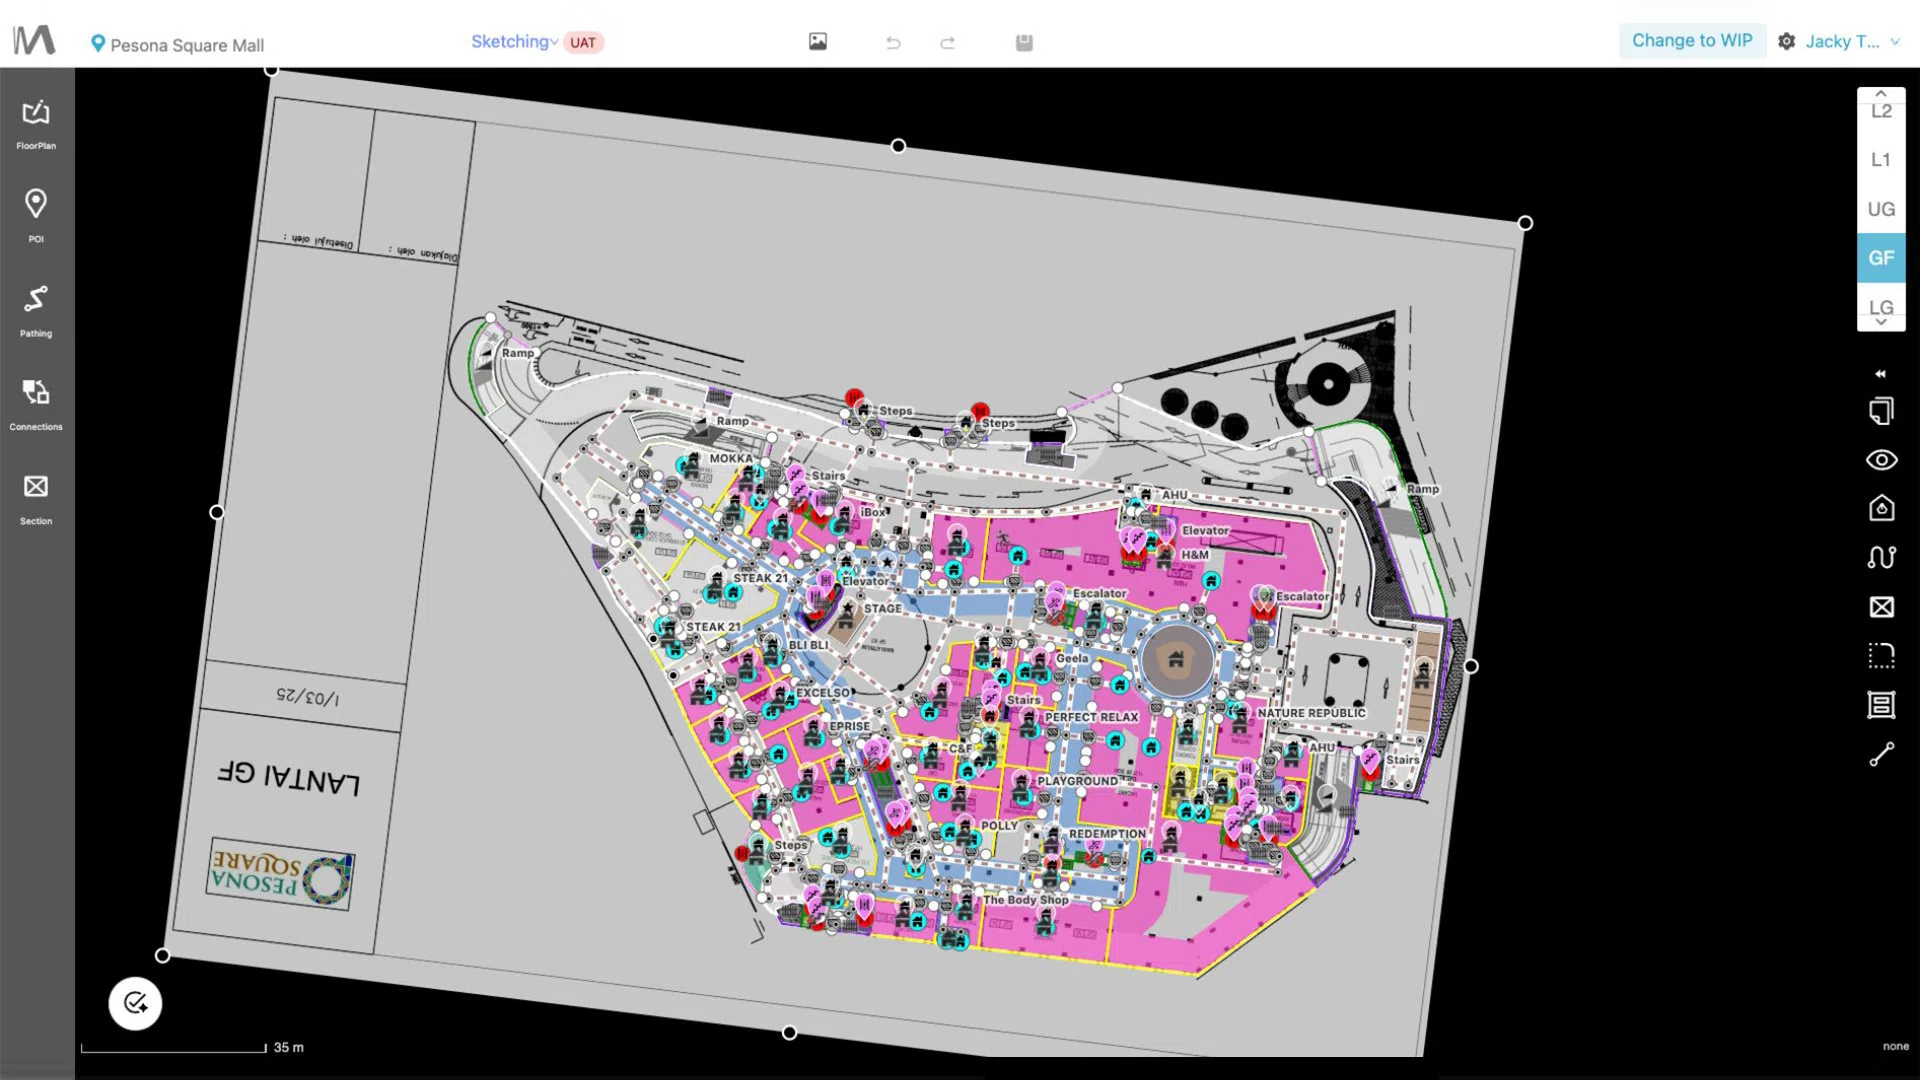 Pesona Square Mall
Sketching
UAT
Change to WIP
Jacky T...
FloorPlan
POI
Pathing
Connections
Section
L2
L1
UG
GF
LG
Disetujui oleh :
Diajukan oleh :
Ramp
Steps
Steps
Ramp
MOKKA
Stairs
Ramp
AHU
iBox
Elevator
H&M
STEAK 21
Elevator
Escalator
Escalator
STAGE
STEAK 21
BLI BLI
Geela
EXCELSO
Stairs
1/03/25
NATURE REPUBLIC
PERFECT RELAX
EPRISE
C&F
AHU
Stairs
LANTAI GF
PLAYGROUND
POLLY
REDEMPTION
Steps
PESONA
SQUARE
The Body Shop
35 m
none